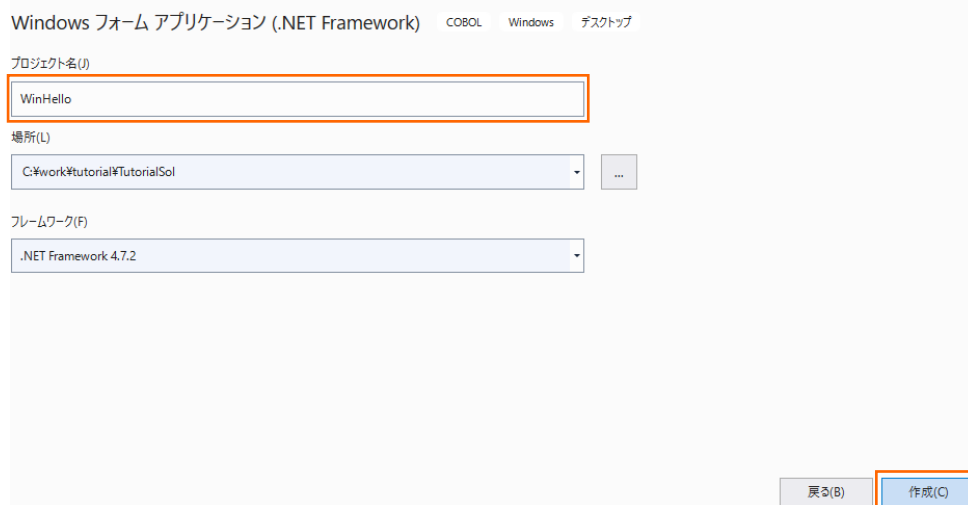 Windows フォーム アプリケーション (.NET Framework) COBOL Windows デスクトップ
プロジェクト名(J)
WinHello
場所(L)
C:¥work¥tutorial¥TutorialSol
...
フレームワーク(F)
.NET Framework 4.7.2
戻る(B) 作成(C)